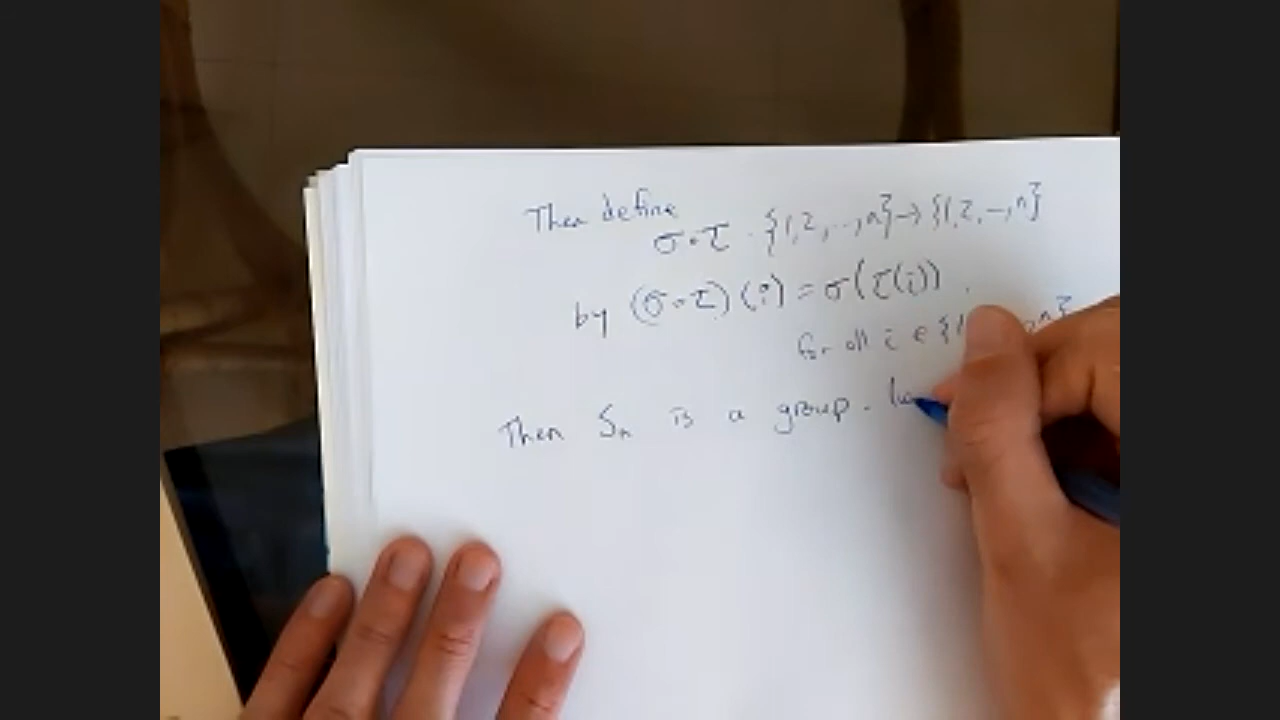 Then define
σ∘τ : {1,2,...,n} → {1,2,...,n}
by (σ∘τ)(i) = σ(τ(i)).
for all i ∈ {1 n}
Then Sₙ is a group.